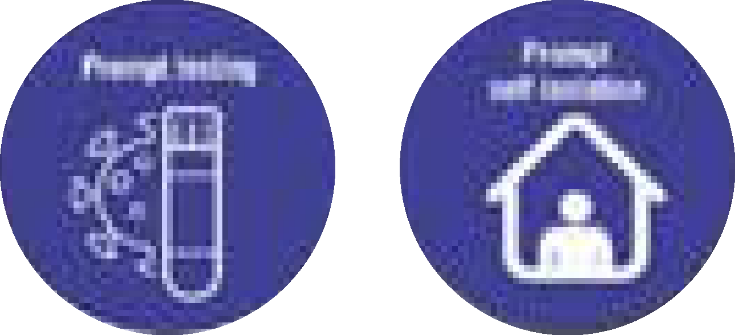 Prompt testing
Prompt
self isolation